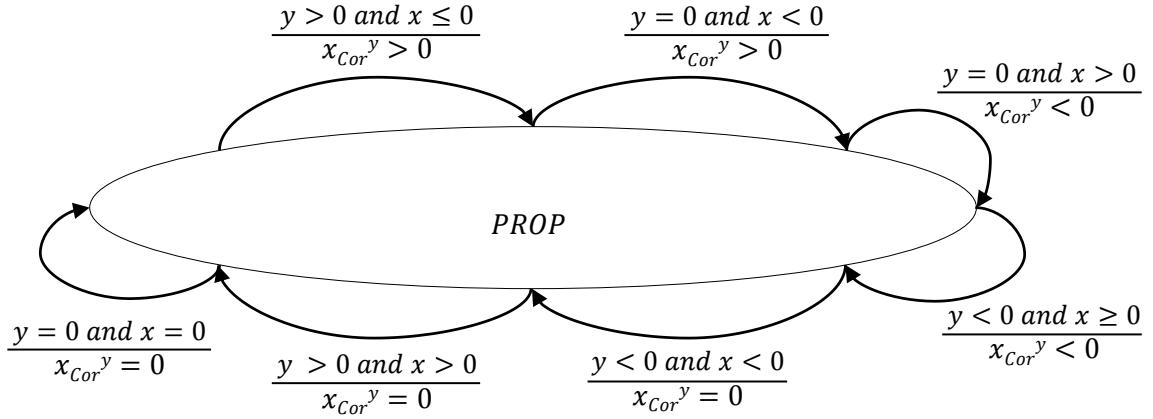 y > 0 and x ≤ 0
x_Cor^y > 0
y = 0 and x < 0
x_Cor^y > 0
y = 0 and x > 0
x_Cor^y < 0
PROP
y = 0 and x = 0
x_Cor^y = 0
y > 0 and x > 0
x_Cor^y = 0
y < 0 and x < 0
x_Cor^y = 0
y < 0 and x ≥ 0
x_Cor^y < 0